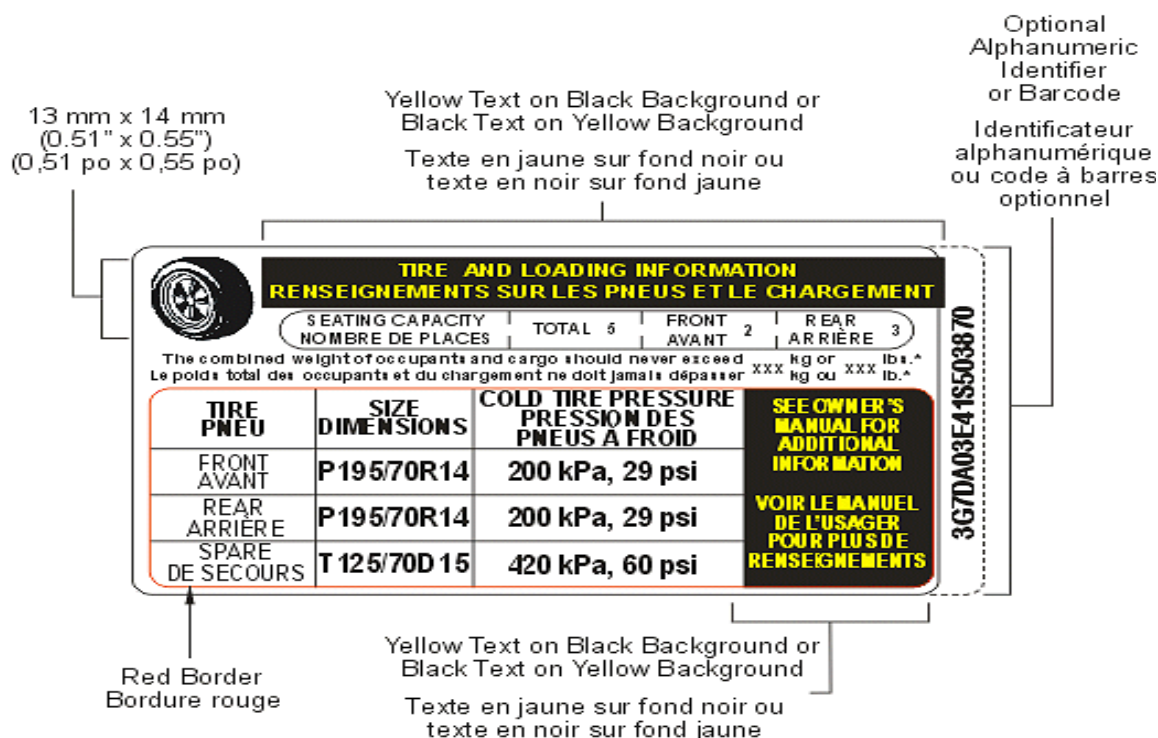 Optional
Alphanumeric
Identifier
or Barcode
Identificateur
alphanumérique
ou code à barres
optionnel
13 mm x 14 mm
(0.51" x 0.55")
(0,51 po x 0,55 po)
Yellow Text on Black Background or
Black Text on Yellow Background
Texte en jaune sur fond noir ou
texte en noir sur fond jaune
TIRE AND LOADING INFORMATION
RENSEIGNEMENTS SUR LES PNEUS ET LE CHARGEMENT
SEATING CAPACITY
NOMBRE DE PLACES
TOTAL 5
FRONT
AVANT 2
REAR
ARRIÈRE 3
The combined weight of occupants and cargo should never exceed XXX kg or XXX lbs.*
Le poids total des occupants et du chargement ne doit jamais dépasser XXX kg ou XXX lb.*
TIRE
PNEU
SIZE
DIMENSIONS
COLD TIRE PRESSURE
PRESSION DES
PNEUS À FROID
FRONT
AVANT
P195/70R14
200 kPa, 29 psi
REAR
ARRIÈRE
P195/70R14
200 kPa, 29 psi
SPARE
DE SECOURS
T125/70D15
420 kPa, 60 psi
SEE OWNER'S
MANUAL FOR
ADDITIONAL
INFORMATION
VOIR LE MANUEL
DE L'USAGER
POUR PLUS DE
RENSEIGNEMENTS
3G7DA03E41S503870
Red Border
Bordure rouge
Yellow Text on Black Background or
Black Text on Yellow Background
Texte en jaune sur fond noir ou
texte en noir sur fond jaune